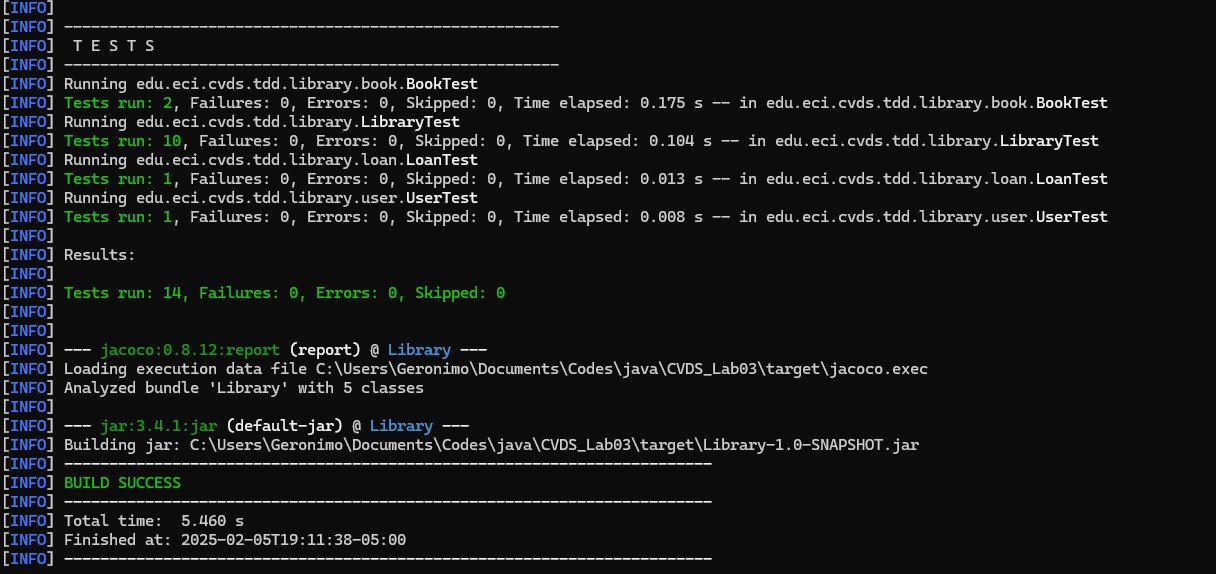 [INFO]
[INFO] -------------------------------------------------------
[INFO]  T E S T S
[INFO] -------------------------------------------------------
[INFO] Running edu.eci.cvds.tdd.library.book.BookTest
[INFO] Tests run: 2, Failures: 0, Errors: 0, Skipped: 0, Time elapsed: 0.175 s -- in edu.eci.cvds.tdd.library.book.BookTest
[INFO] Running edu.eci.cvds.tdd.library.LibraryTest
[INFO] Tests run: 10, Failures: 0, Errors: 0, Skipped: 0, Time elapsed: 0.104 s -- in edu.eci.cvds.tdd.library.LibraryTest
[INFO] Running edu.eci.cvds.tdd.library.loan.LoanTest
[INFO] Tests run: 1, Failures: 0, Errors: 0, Skipped: 0, Time elapsed: 0.013 s -- in edu.eci.cvds.tdd.library.loan.LoanTest
[INFO] Running edu.eci.cvds.tdd.library.user.UserTest
[INFO] Tests run: 1, Failures: 0, Errors: 0, Skipped: 0, Time elapsed: 0.008 s -- in edu.eci.cvds.tdd.library.user.UserTest
[INFO]
[INFO] Results:
[INFO]
[INFO] Tests run: 14, Failures: 0, Errors: 0, Skipped: 0
[INFO]
[INFO]
[INFO] --- jacoco:0.8.12:report (report) @ Library ---
[INFO] Loading execution data file C:\Users\Geronimo\Documents\Codes\java\CVDS_Lab03\target\jacoco.exec
[INFO] Analyzed bundle 'Library' with 5 classes
[INFO]
[INFO] --- jar:3.4.1:jar (default-jar) @ Library ---
[INFO] Building jar: C:\Users\Geronimo\Documents\Codes\java\CVDS_Lab03\target\Library-1.0-SNAPSHOT.jar
[INFO] ------------------------------------------------------------------------
[INFO] BUILD SUCCESS
[INFO] ------------------------------------------------------------------------
[INFO] Total time:  5.460 s
[INFO] Finished at: 2025-02-05T19:11:38-05:00
[INFO] ------------------------------------------------------------------------